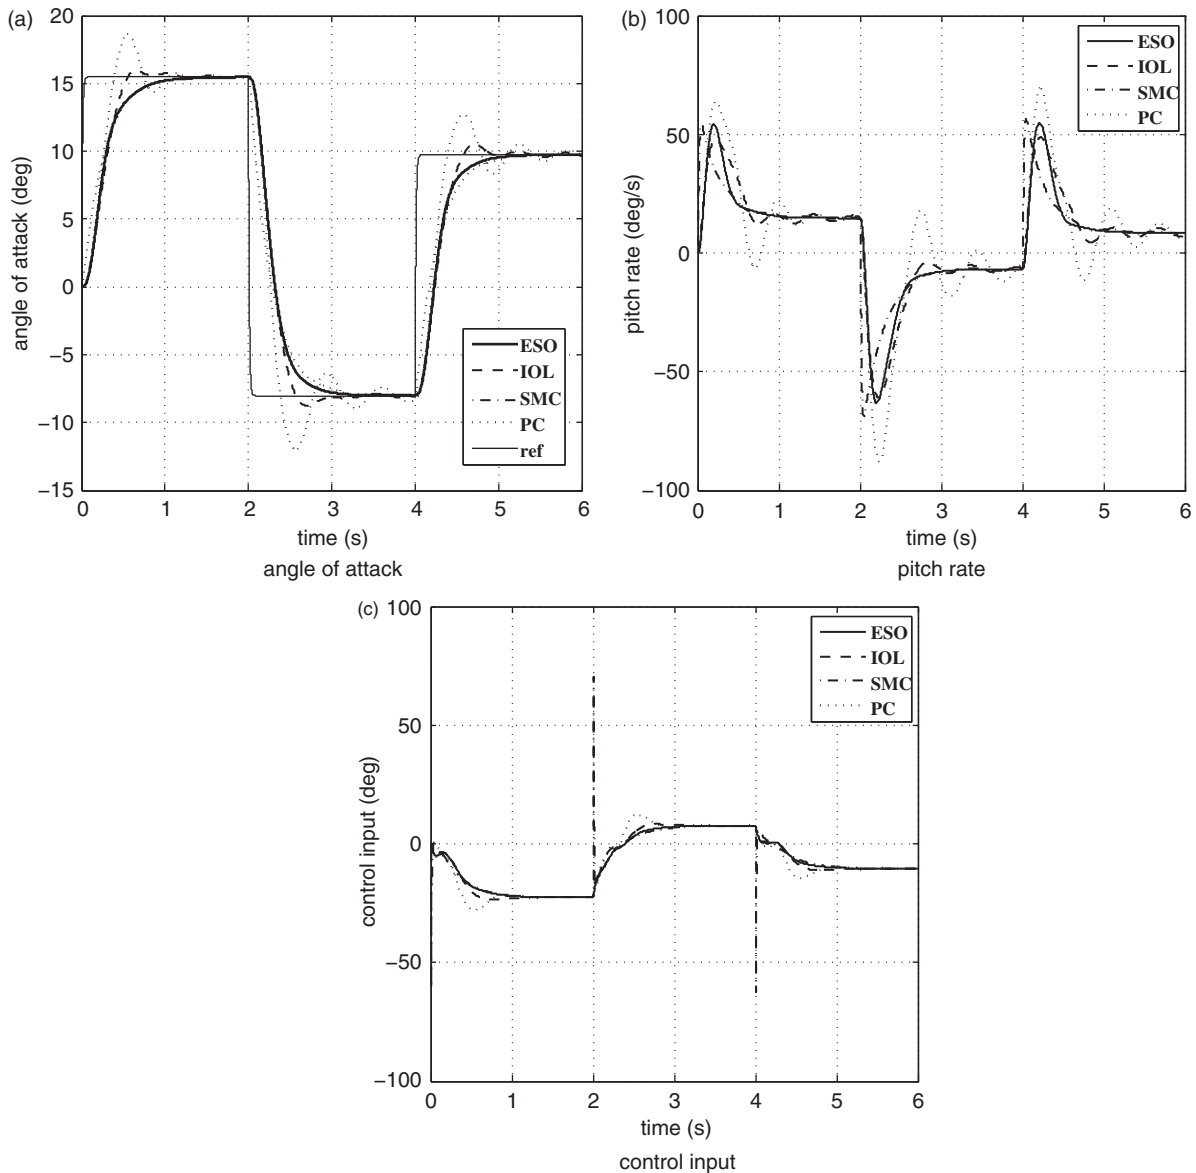 (a)
20
15
10
5
0
−5
−10
−15
angle of attack (deg)
ESO
IOL
SMC
PC
ref
0 1 2 3 4 5 6
time (s)
angle of attack
(b)
100
50
0
−50
−100
pitch rate (deg/s)
ESO
IOL
SMC
PC
0 1 2 3 4 5 6
time (s)
pitch rate
(c)
100
50
0
−50
−100
control input (deg)
ESO
IOL
SMC
PC
0 1 2 3 4 5 6
time (s)
control input